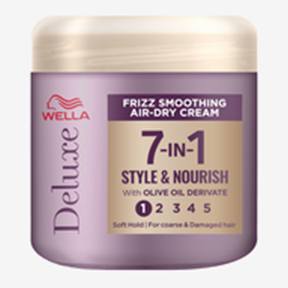 WELLA
Deluxe
FRIZZ SMOOTHING
AIR-DRY CREAM
7-IN-1
STYLE & NOURISH
With OLIVE OIL DERIVATE
1 2 3 4 5
Soft Hold | For coarse & Damaged hair